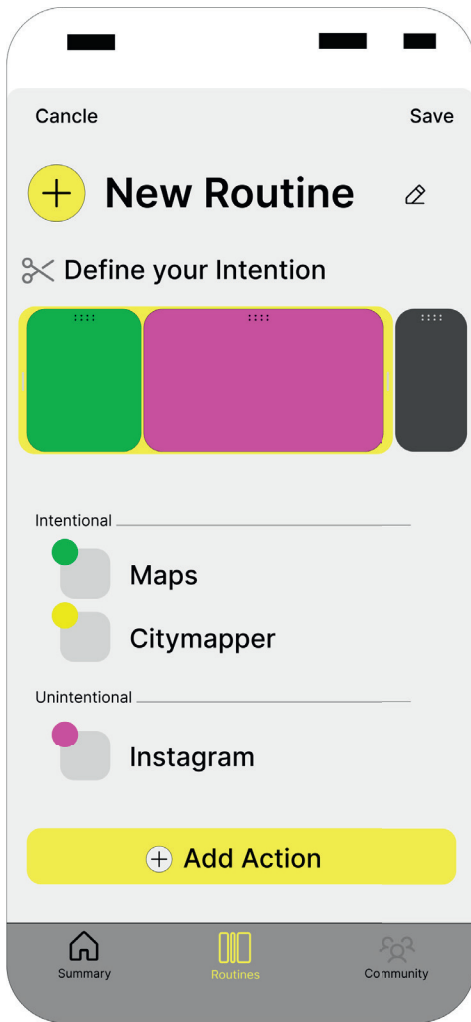 Cancle Save
New Routine
Define your Intention
Intentional
Maps
Citymapper
Unintentional
Instagram
Add Action
Summary Routines Community